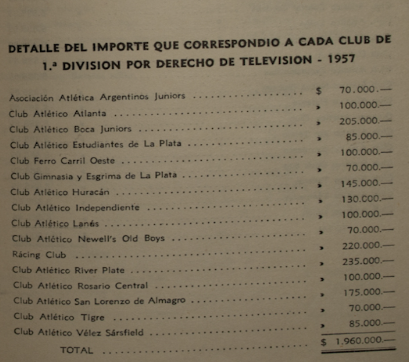 DETALLE DEL IMPORTE QUE CORRESPONDIO A CADA CLUB DE
1.ª DIVISION POR DERECHO DE TELEVISION - 1957
Asociación Atlética Argentinos Juniors .................... $ 70.000.—
Club Atlético Atlanta .................... » 100.000.—
Club Atlético Boca Juniors .................... » 205.000.—
Club Atlético Estudiantes de La Plata .................... » 85.000.—
Club Ferro Carril Oeste .................... » 100.000.—
Club Gimnasia y Esgrima de La Plata .................... » 70.000.—
Club Atlético Huracán .................... » 145.000.—
Club Atlético Independiente .................... » 130.000.—
Club Atlético Lanús .................... » 100.000.—
Club Atlético Newell's Old Boys .................... » 70.000.—
Rácing Club .................... » 220.000.—
Club Atlético River Plate .................... » 235.000.—
Club Atlético Rosario Central .................... » 100.000.—
Club Atlético San Lorenzo de Almagro .................... » 175.000.—
Club Atlético Tigre .................... » 70.000.—
Club Atlético Vélez Sársfield .................... » 85.000.—
TOTAL .................... $ 1,960.000.—